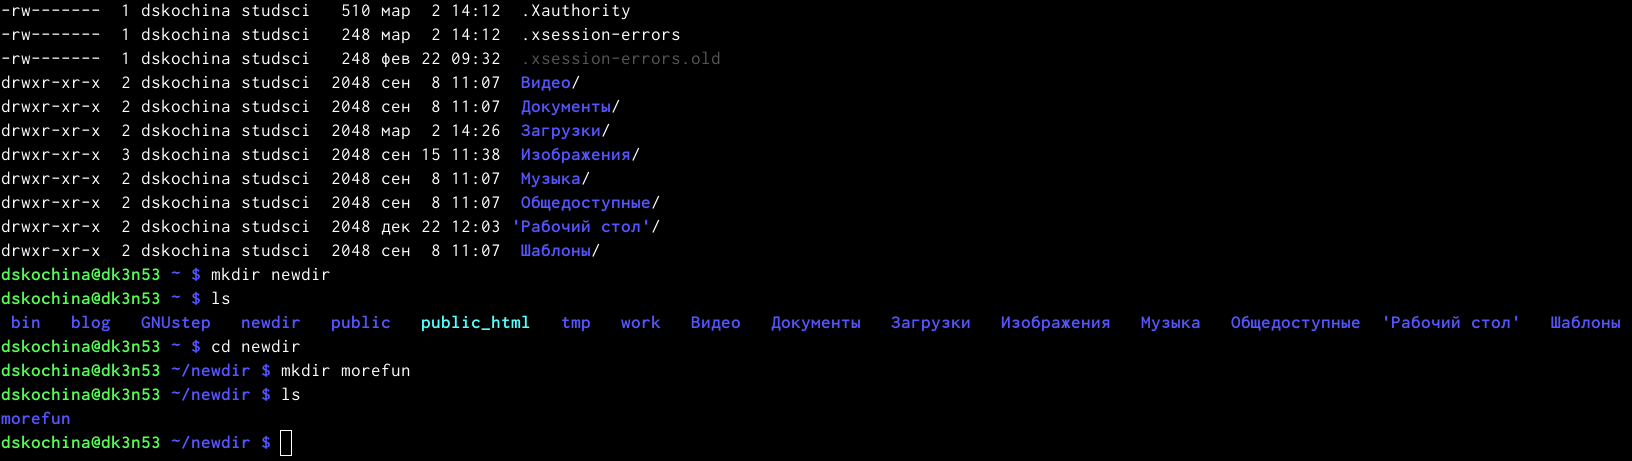 -rw-------  1 dskochina studsci   510 мар  2 14:12  .Xauthority
-rw-------  1 dskochina studsci   248 мар  2 14:12  .xsession-errors
-rw-------  1 dskochina studsci   248 фев 22 09:32  .xsession-errors.old
drwxr-xr-x  2 dskochina studsci  2048 сен  8 11:07  Видео/
drwxr-xr-x  2 dskochina studsci  2048 сен  8 11:07  Документы/
drwxr-xr-x  2 dskochina studsci  2048 мар  2 14:26  Загрузки/
drwxr-xr-x  3 dskochina studsci  2048 сен 15 11:38  Изображения/
drwxr-xr-x  2 dskochina studsci  2048 сен  8 11:07  Музыка/
drwxr-xr-x  2 dskochina studsci  2048 сен  8 11:07  Общедоступные/
drwxr-xr-x  2 dskochina studsci  2048 дек 22 12:03 'Рабочий стол'/
drwxr-xr-x  2 dskochina studsci  2048 сен  8 11:07  Шаблоны/
dskochina@dk3n53 ~ $ mkdir newdir
dskochina@dk3n53 ~ $ ls
 bin   blog   GNUstep   newdir   public   public_html   tmp   work   Видео   Документы   Загрузки   Изображения   Музыка   Общедоступные  'Рабочий стол'   Шаблоны
dskochina@dk3n53 ~ $ cd newdir
dskochina@dk3n53 ~/newdir $ mkdir morefun
dskochina@dk3n53 ~/newdir $ ls
morefun
dskochina@dk3n53 ~/newdir $